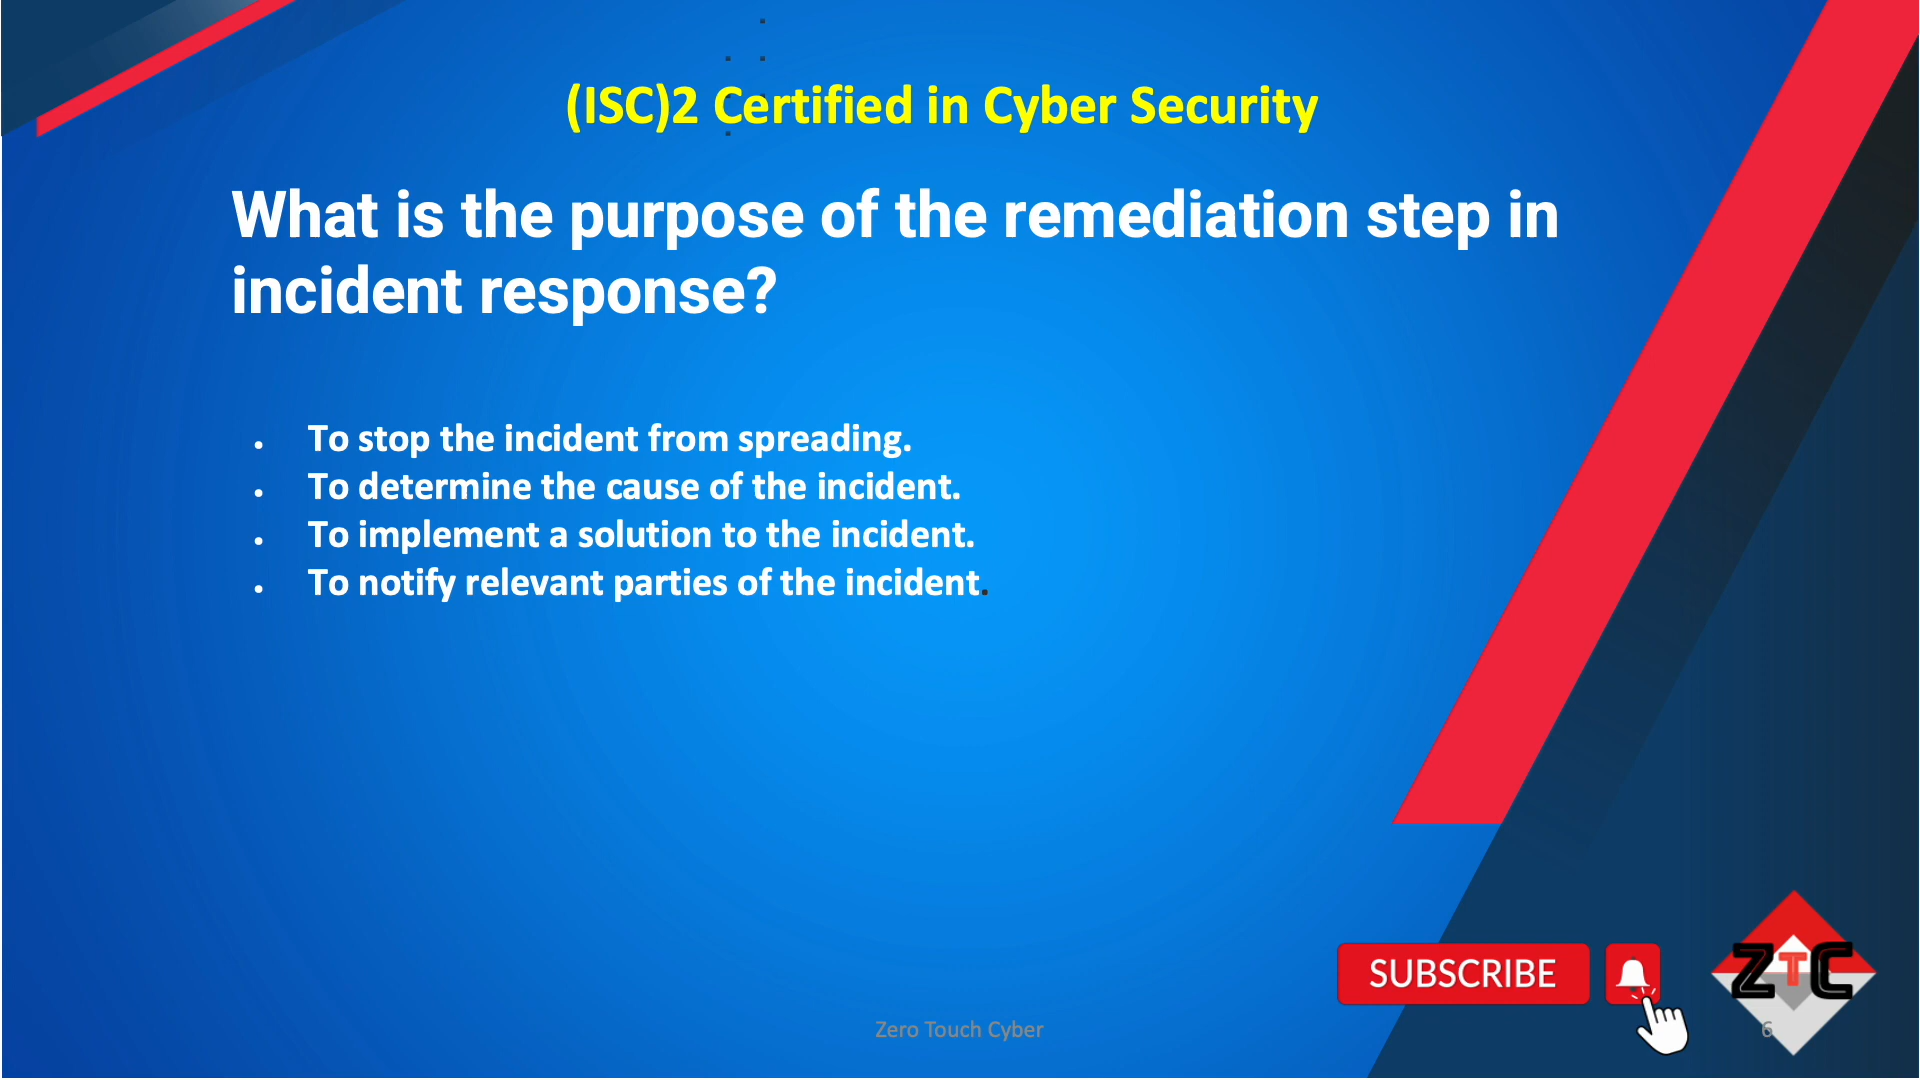 (ISC)2 Certified in Cyber Security
What is the purpose of the remediation step in
incident response?
• To stop the incident from spreading.
• To determine the cause of the incident.
• To implement a solution to the incident.
• To notify relevant parties of the incident.
SUBSCRIBE
ZTC
Zero Touch Cyber
6